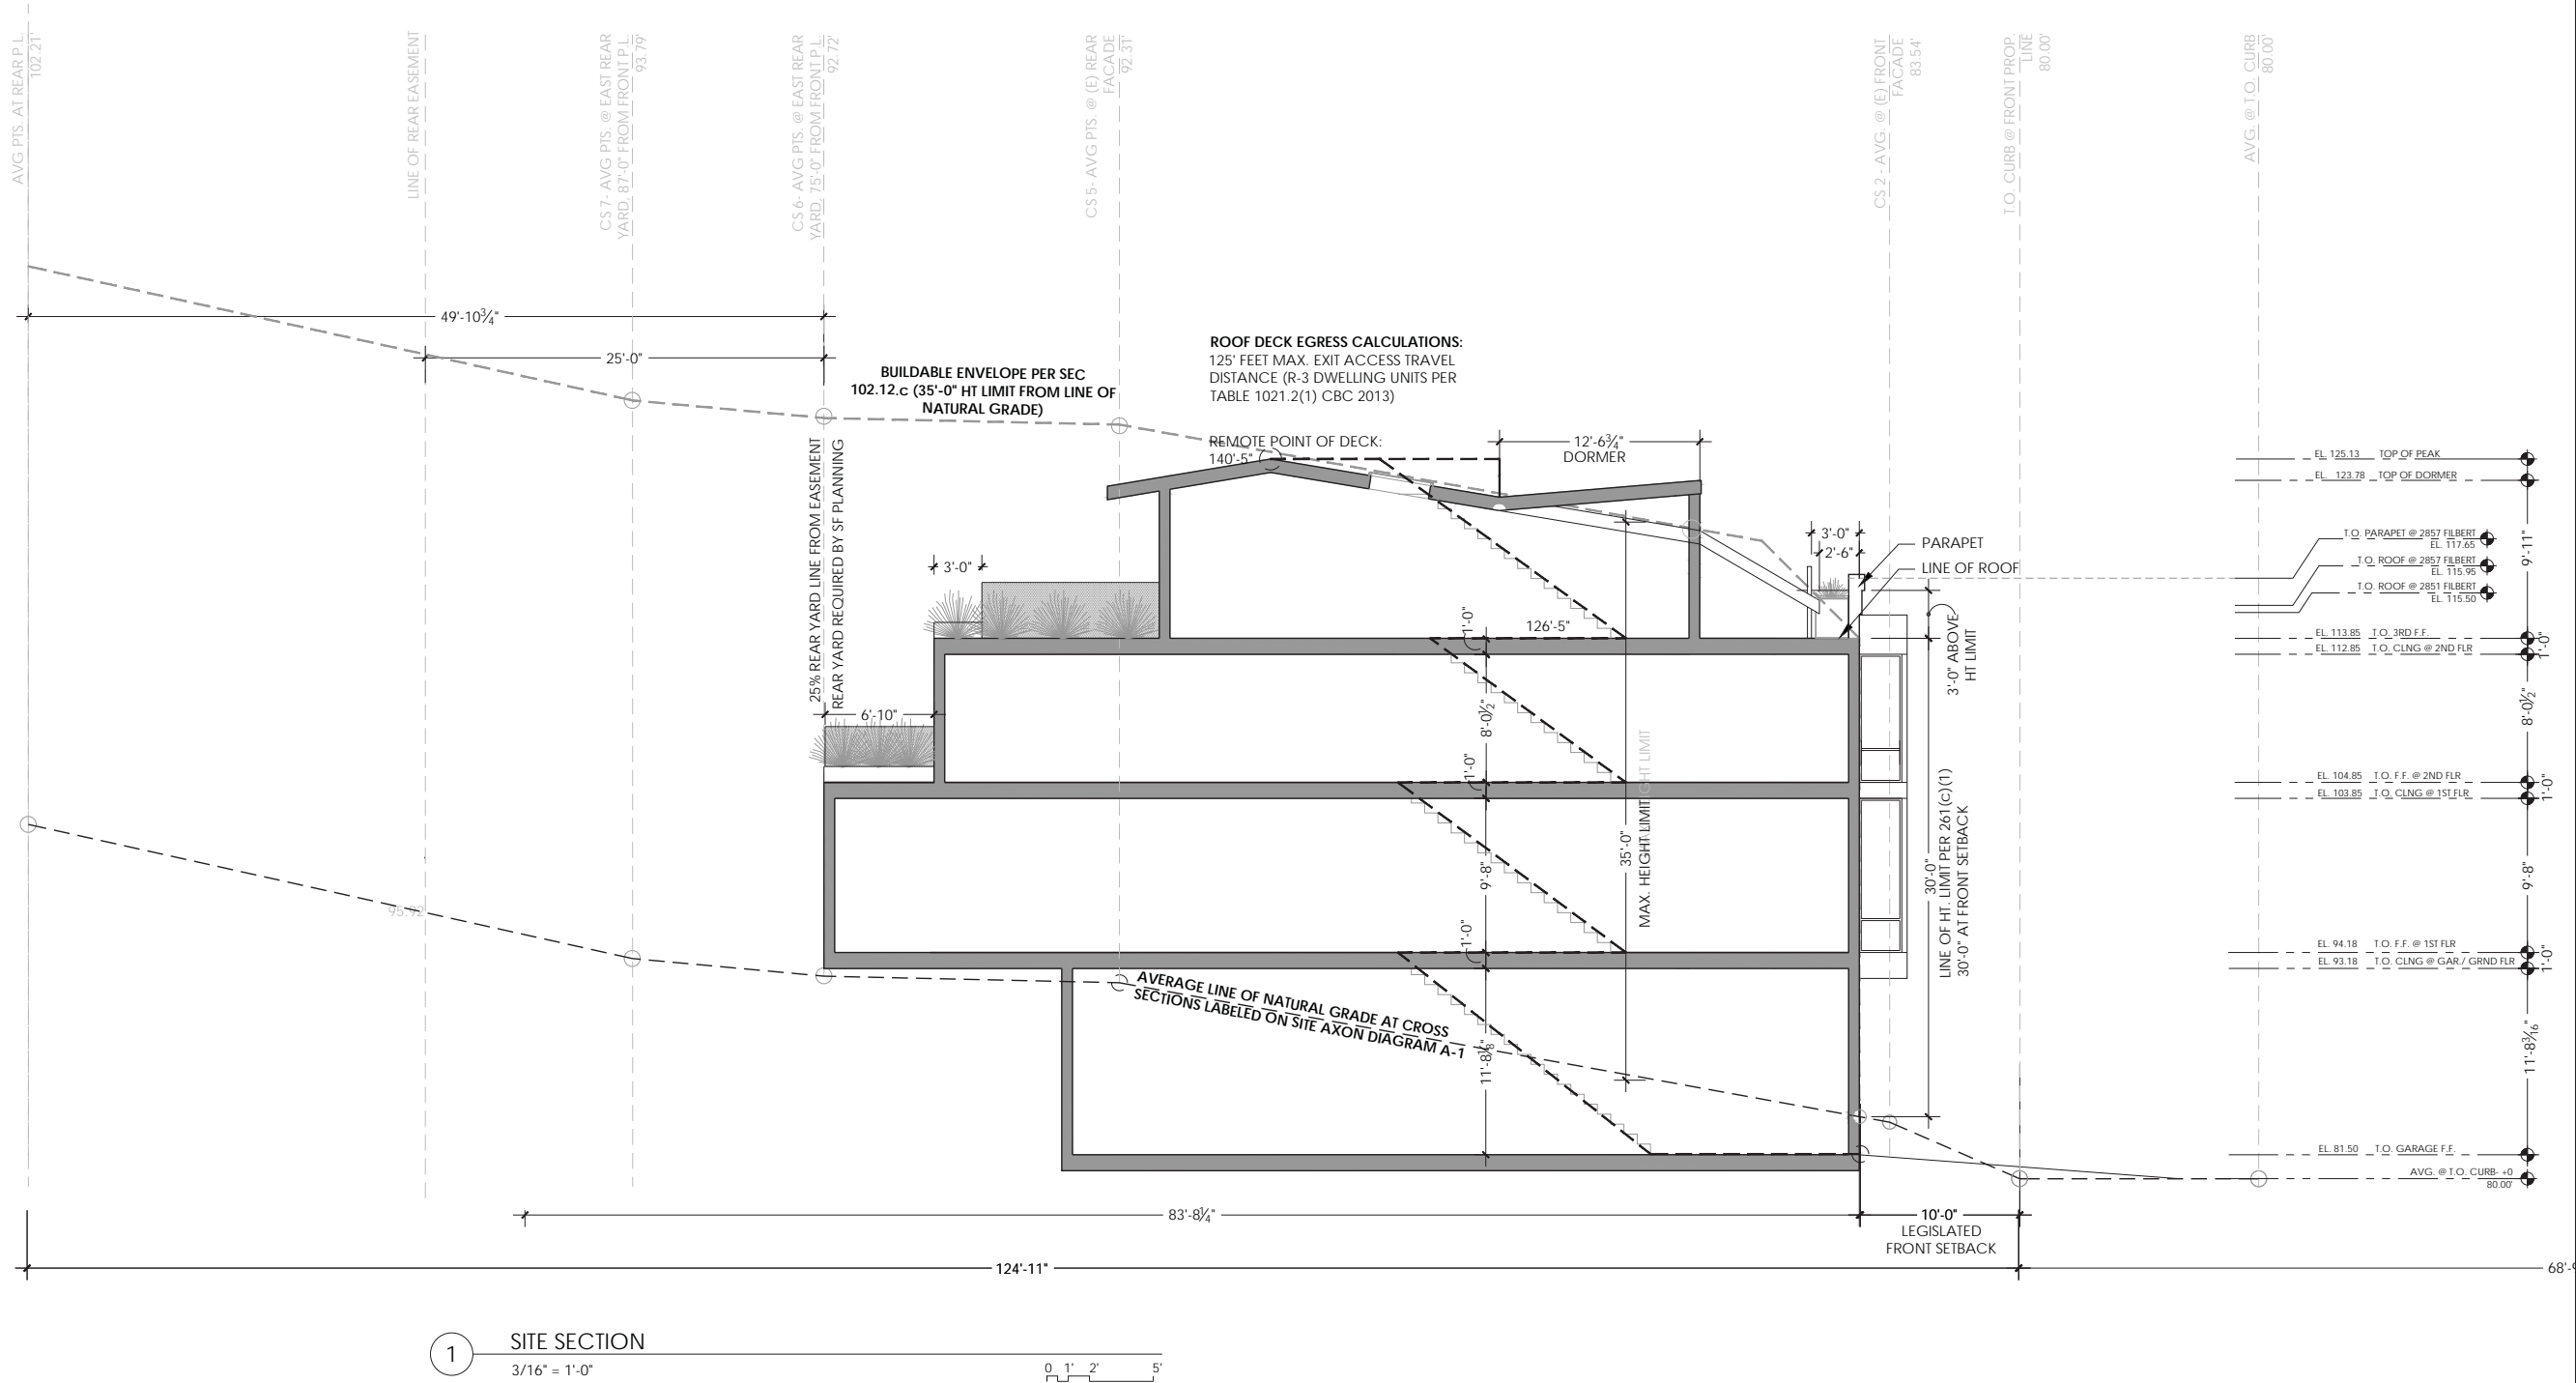 AVG PTS. AT REAR P.L.
102.21'
LINE OF REAR EASEMENT
CS 7 - AVG PTS. @ EAST REAR
YARD, 87'-0" FROM FRONT P.L.
93.79'
CS 6 - AVG PTS. @ EAST REAR
YARD, 75'-0" FROM FRONT P.L.
92.72'
CS 5- AVG PTS. @ (E) REAR
FACADE
92.31'
CS 2 - AVG. @ (E) FRONT
FACADE
83.54'
T.O. CURB @ FRONT PROP.
LINE
80.00'
AVG. @ T.O. CURB
80.00'
49'-10¾"
25'-0"
BUILDABLE ENVELOPE PER SEC
102.12.c (35'-0" HT LIMIT FROM LINE OF
NATURAL GRADE)
ROOF DECK EGRESS CALCULATIONS:
125' FEET MAX. EXIT ACCESS TRAVEL
DISTANCE (R-3 DWELLING UNITS PER
TABLE 1021.2(1) CBC 2013)
REMOTE POINT OF DECK:
140'-5"
12'-6¾"
DORMER
25% REAR YARD LINE FROM EASEMENT
REAR YARD REQUIRED BY SF PLANNING
3'-0"
6'-10"
3'-0"
2'-6"
PARAPET
LINE OF ROOF
EL. 125.13 TOP OF PEAK
EL. 123.78 TOP OF DORMER
T.O. PARAPET @ 2857 FILBERT
EL. 117.65
T.O. ROOF @ 2857 FILBERT
EL. 115.95
T.O. ROOF @ 2851 FILBERT
EL. 115.50
9'-11"
EL. 113.85 T.O. 3RD F.F.
EL. 112.85 T.O. CLNG @ 2ND FLR
1'-0"
8'-0½"
EL. 104.85 T.O. F.F. @ 2ND FLR
EL. 103.85 T.O. CLNG @ 1ST FLR
1'-0"
9'-8"
EL. 94.18 T.O. F.F. @ 1ST FLR
EL. 93.18 T.O. CLNG @ GAR./ GRND FLR
1'-0"
11'-8³⁄₁₆"
EL. 81.50 T.O. GARAGE F.F.
AVG. @ T.O. CURB- +0
80.00'
1'-0"
126'-5"
8'-0½"
1'-0"
9'-8"
1'-0"
11'-8⅛"
35'-0"
MAX. HEIGHT LIMIT
3'-0" ABOVE
HT LIMIT
30'-0"
LINE OF HT. LIMIT PER 261(c)(1)
30'-0" AT FRONT SETBACK
95.92
AVERAGE LINE OF NATURAL GRADE AT CROSS
SECTIONS LABELED ON SITE AXON DIAGRAM A-1
83'-8¼"
10'-0"
LEGISLATED
FRONT SETBACK
124'-11"
1
SITE SECTION
3/16" = 1'-0"
0 1' 2' 5'